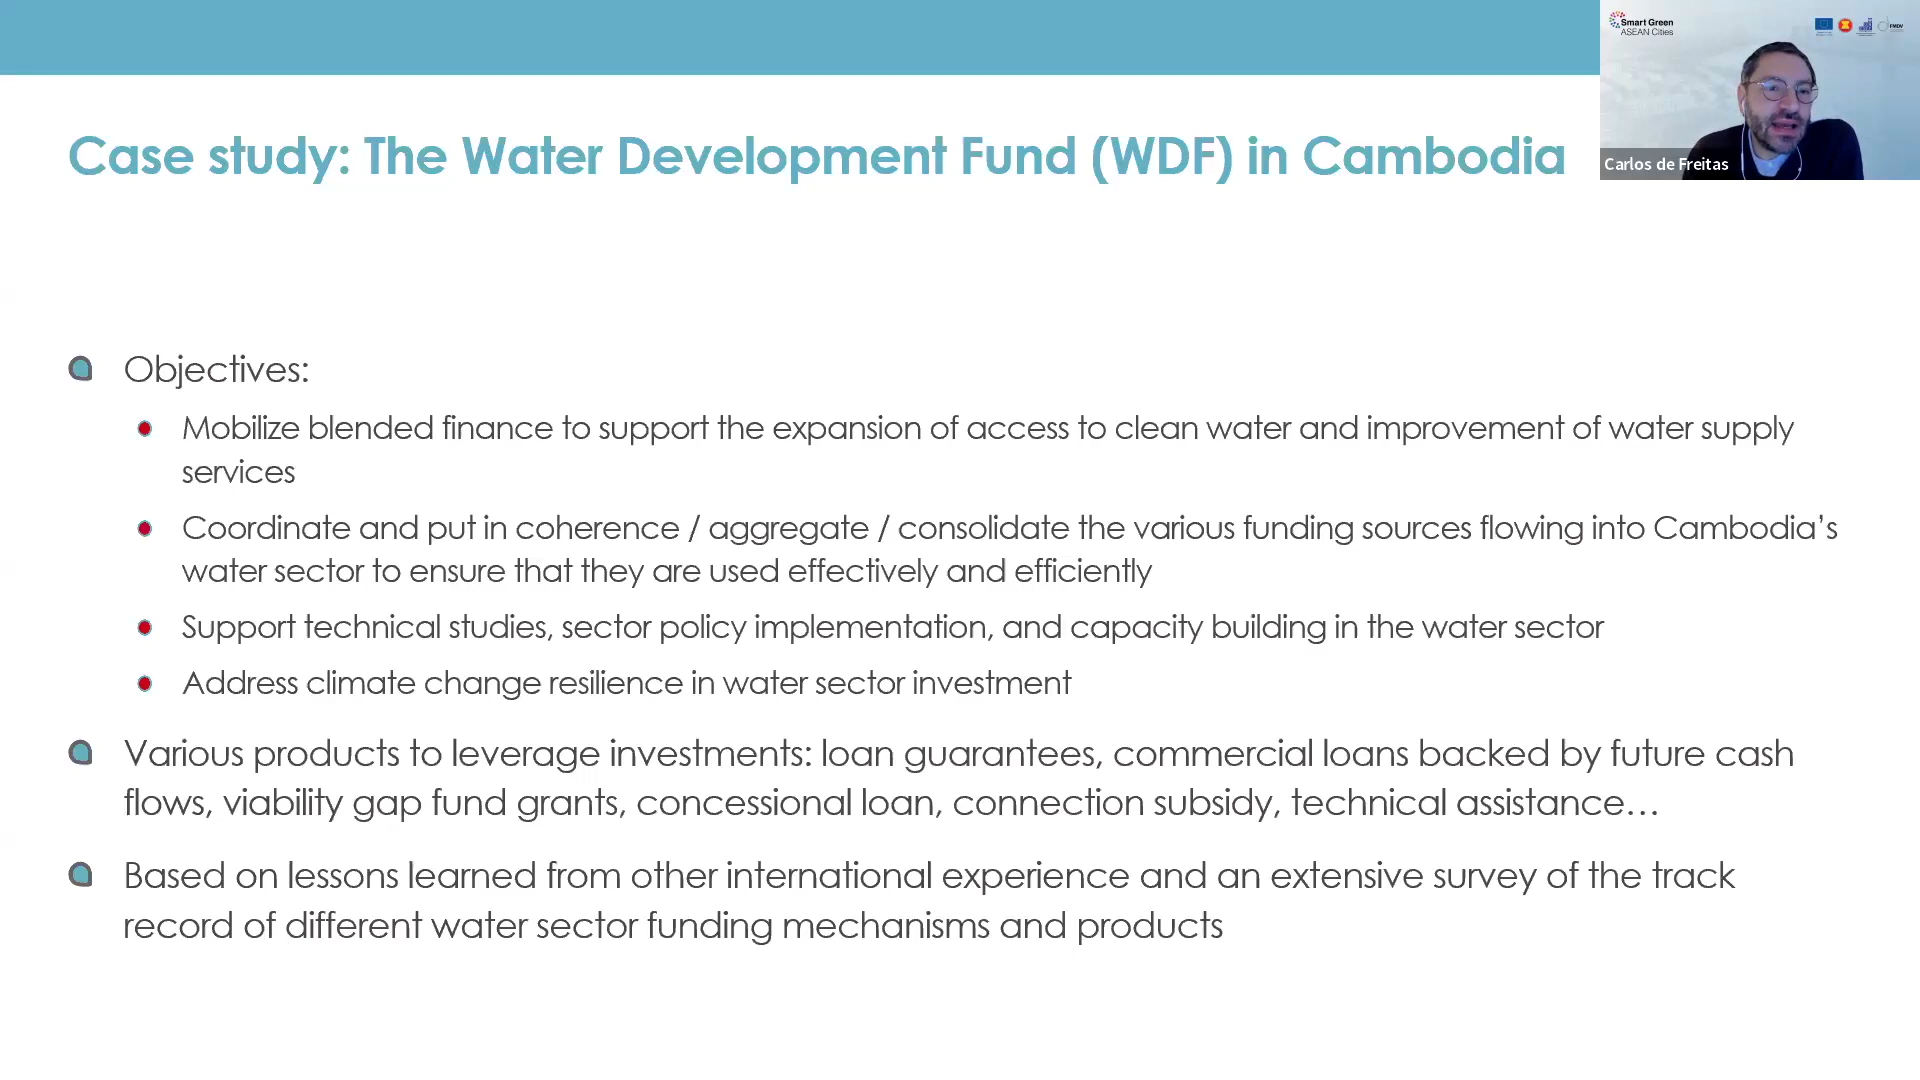 Smart Green
ASEAN Cities
FMDV
Carlos de Freitas
Case study: The Water Development Fund (WDF) in Cambodia
Objectives:
Mobilize blended finance to support the expansion of access to clean water and improvement of water supply
services
Coordinate and put in coherence / aggregate / consolidate the various funding sources flowing into Cambodia’s
water sector to ensure that they are used effectively and efficiently
Support technical studies, sector policy implementation, and capacity building in the water sector
Address climate change resilience in water sector investment
Various products to leverage investments: loan guarantees, commercial loans backed by future cash
flows, viability gap fund grants, concessional loan, connection subsidy, technical assistance…
Based on lessons learned from other international experience and an extensive survey of the track
record of different water sector funding mechanisms and products